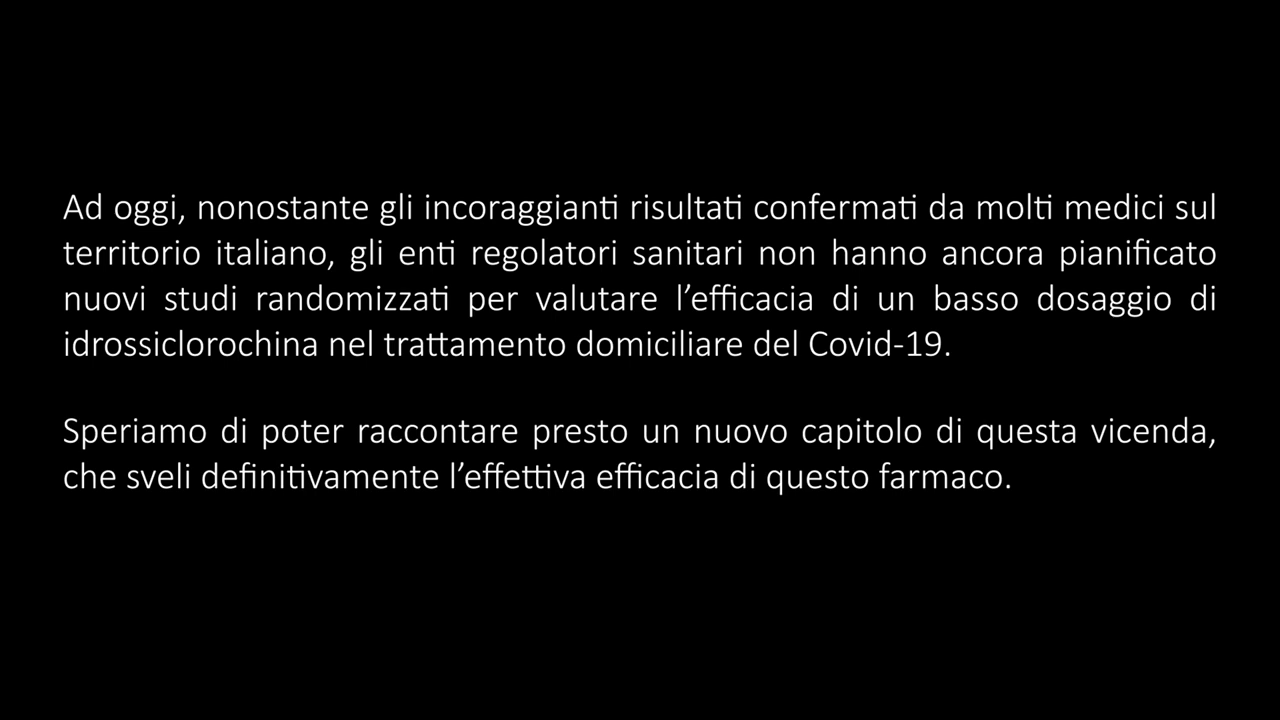 Ad oggi, nonostante gli incoraggianti risultati confermati da molti medici sul
territorio italiano, gli enti regolatori sanitari non hanno ancora pianificato
nuovi studi randomizzati per valutare l’efficacia di un basso dosaggio di
idrossiclorochina nel trattamento domiciliare del Covid-19.
Speriamo di poter raccontare presto un nuovo capitolo di questa vicenda,
che sveli definitivamente l’effettiva efficacia di questo farmaco.